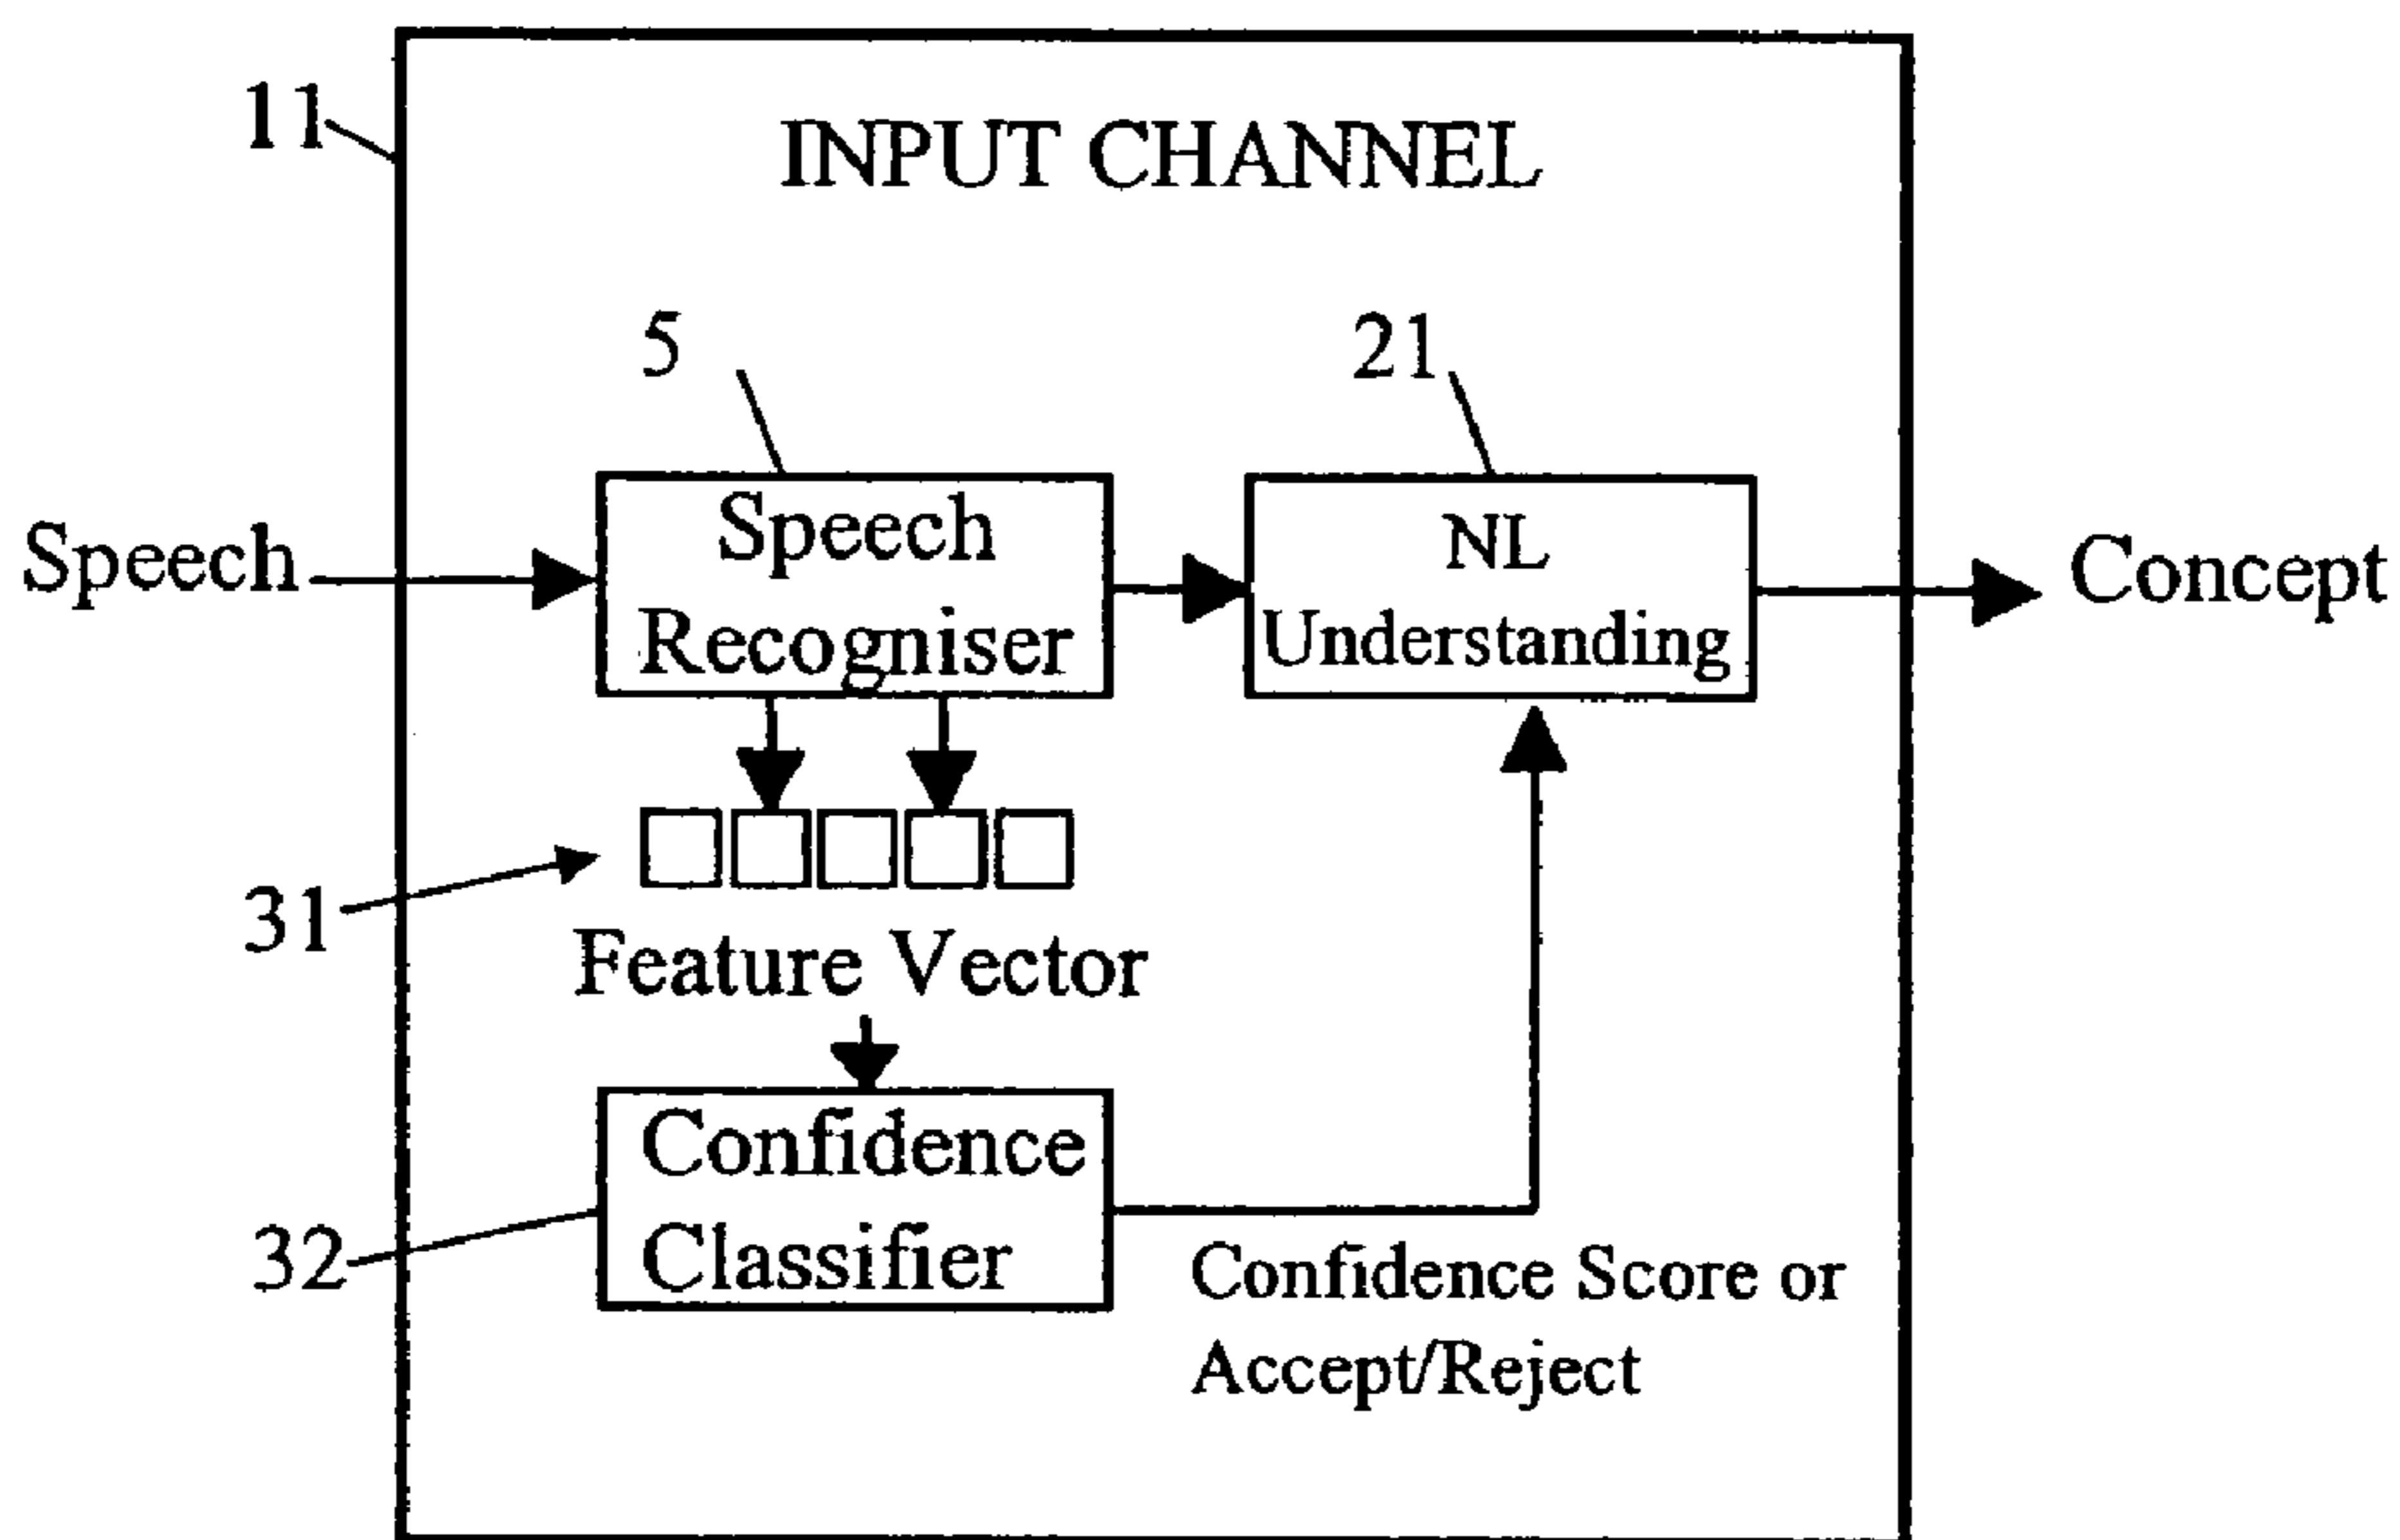 11
INPUT CHANNEL
5
21
Speech
Speech
Recogniser
NL
Understanding
Concept
31
Feature Vector
32
Confidence
Classifier
Confidence Score or
Accept/Reject